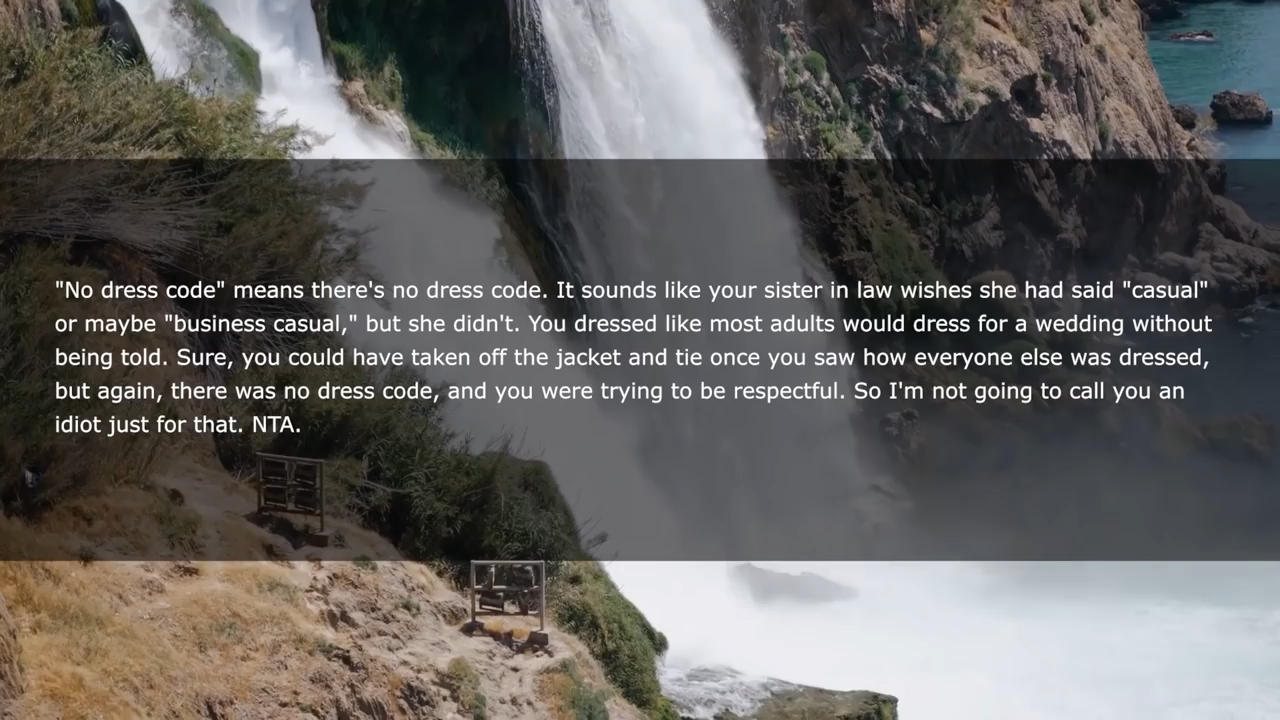 "No dress code" means there's no dress code. It sounds like your sister in law wishes she had said "casual"
or maybe "business casual," but she didn't. You dressed like most adults would dress for a wedding without
being told. Sure, you could have taken off the jacket and tie once you saw how everyone else was dressed,
but again, there was no dress code, and you were trying to be respectful. So I'm not going to call you an
idiot just for that. NTA.